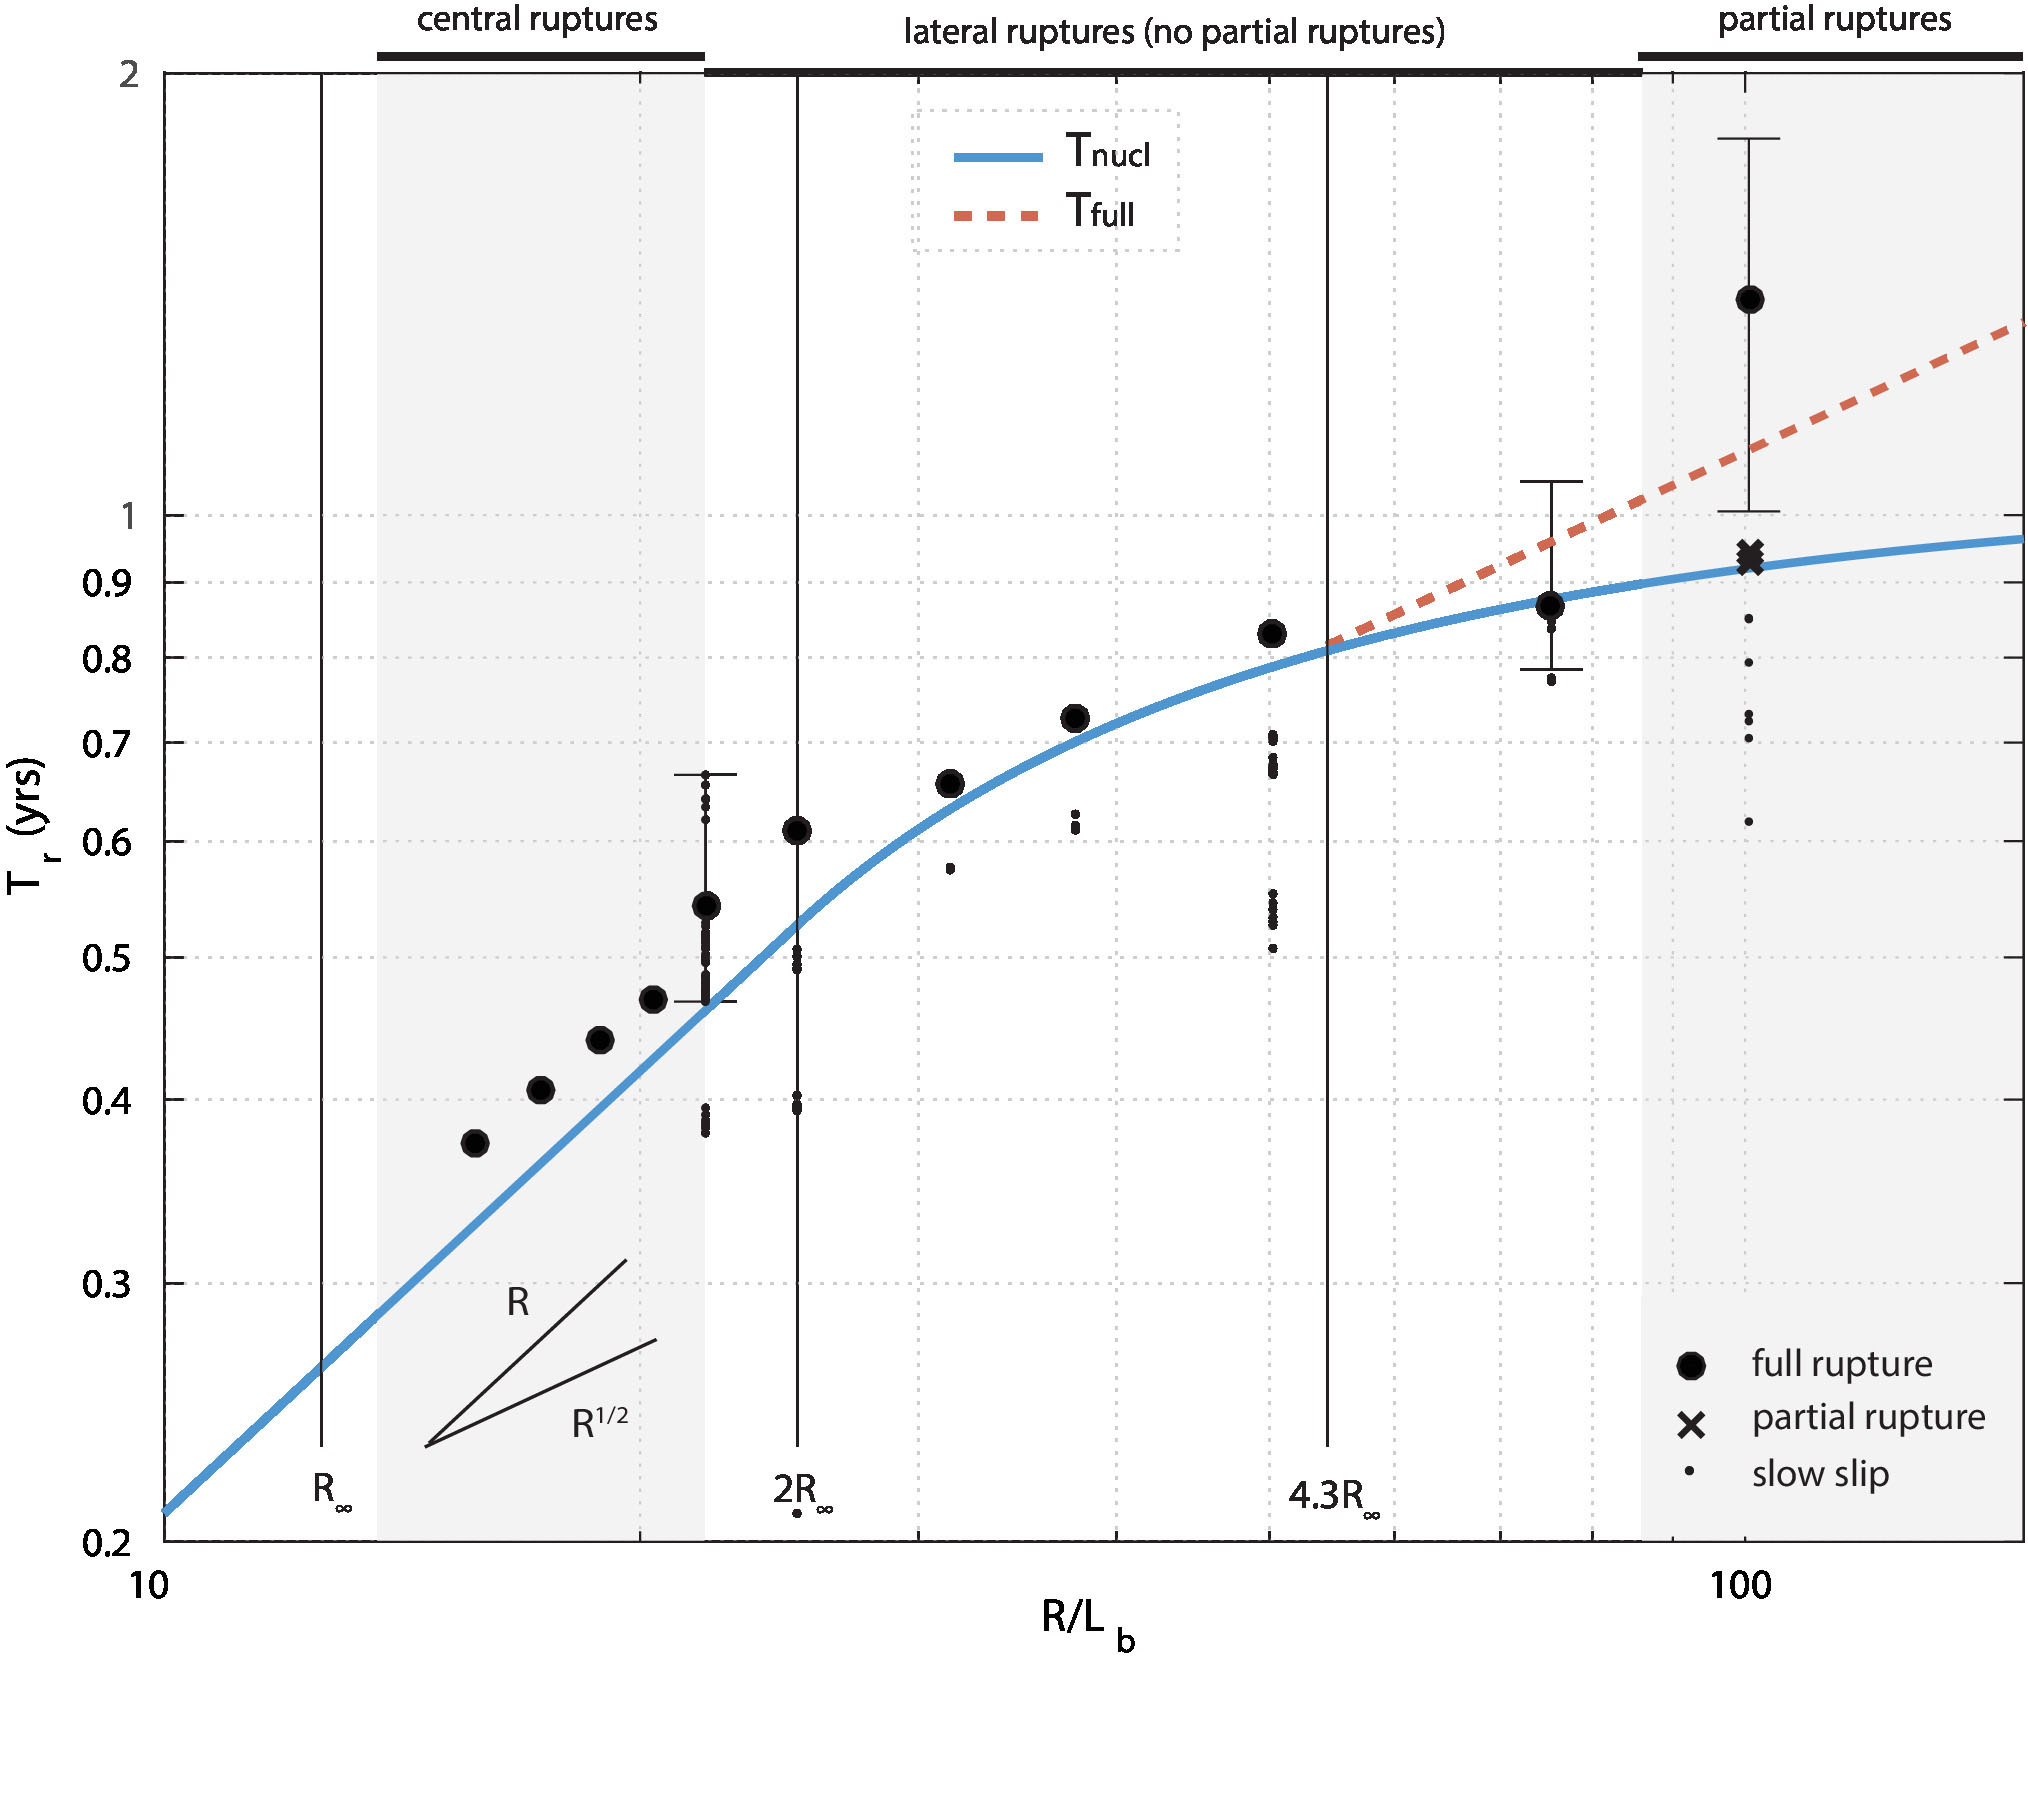 central ruptures
lateral ruptures (no partial ruptures)
partial ruptures
2
Tnucl
Tfull
1
0.9
0.8
0.7
0.6
0.5
0.4
0.3
0.2
Tr (yrs)
R
R1/2
R∞
2R∞
4.3R∞
full rupture
partial rupture
slow slip
10
100
R/Lb